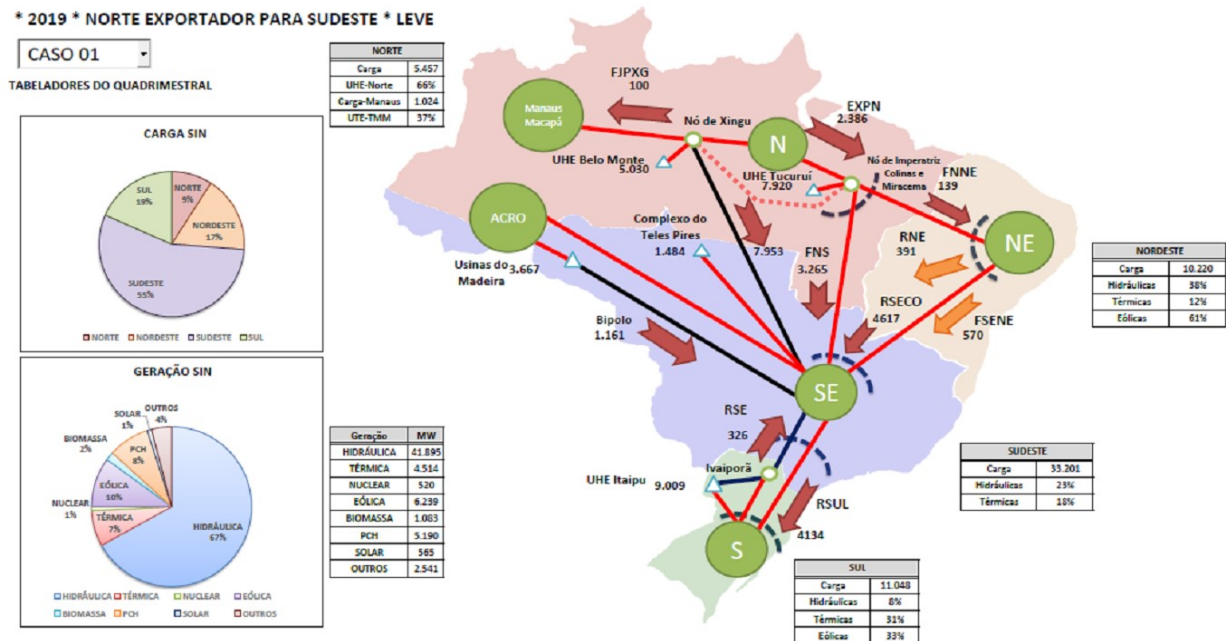 * 2019 * NORTE EXPORTADOR PARA SUDESTE * LEVE
CASO 01
TABELADORES DO QUADRIMESTRAL
CARGA SIN
SUL
19%
NORTE
9%
NORDESTE
17%
SUDESTE
55%
NORTE NORDESTE SUDESTE SUL
GERAÇÃO SIN
SOLAR
1%
OUTROS
4%
BIOMASSA
2%
PCH
8%
EÓLICA
10%
NUCLEAR
1%
TÉRMICA
7%
HIDRÁULICA
67%
HIDRÁULICA TÉRMICA NUCLEAR EÓLICA
BIOMASSA PCH SOLAR OUTROS
NORTE
Carga 5.457
UHE-Norte 66%
Carga-Manaus 1.024
UTE-TMM 37%
Geração MW
HIDRÁULICA 41.895
TÉRMICA 4.514
NUCLEAR 520
EÓLICA 6.239
BIOMASSA 1.083
PCH 5.190
SOLAR 565
OUTROS 2.541
FJPXG
100
Manaus
Macapá
Nó de Xingu
N
EXPN
2.386
UHE Belo Monte
5.030
UHE Tucuruí
7.920
Nó de Imperatriz
Colinas e
Miracema
FNNE
139
ACRO
Complexo do
Teles Pires
1.484
7.953
FNS
3.265
RNE
391
NE
Usinas do
Madeira
3.667
RSECO
4617
FSENE
570
Bipolo
1.161
SE
RSE
326
Ivaiporã
UHE Itaipu 9.009
RSUL
4134
S
NORDESTE
Carga 10.220
Hidráulicas 38%
Térmicas 12%
Eólicas 61%
SUDESTE
Carga 33.201
Hidráulicas 23%
Térmicas 18%
SUL
Carga 11.048
Hidráulicas 8%
Térmicas 31%
Eólicas 33%